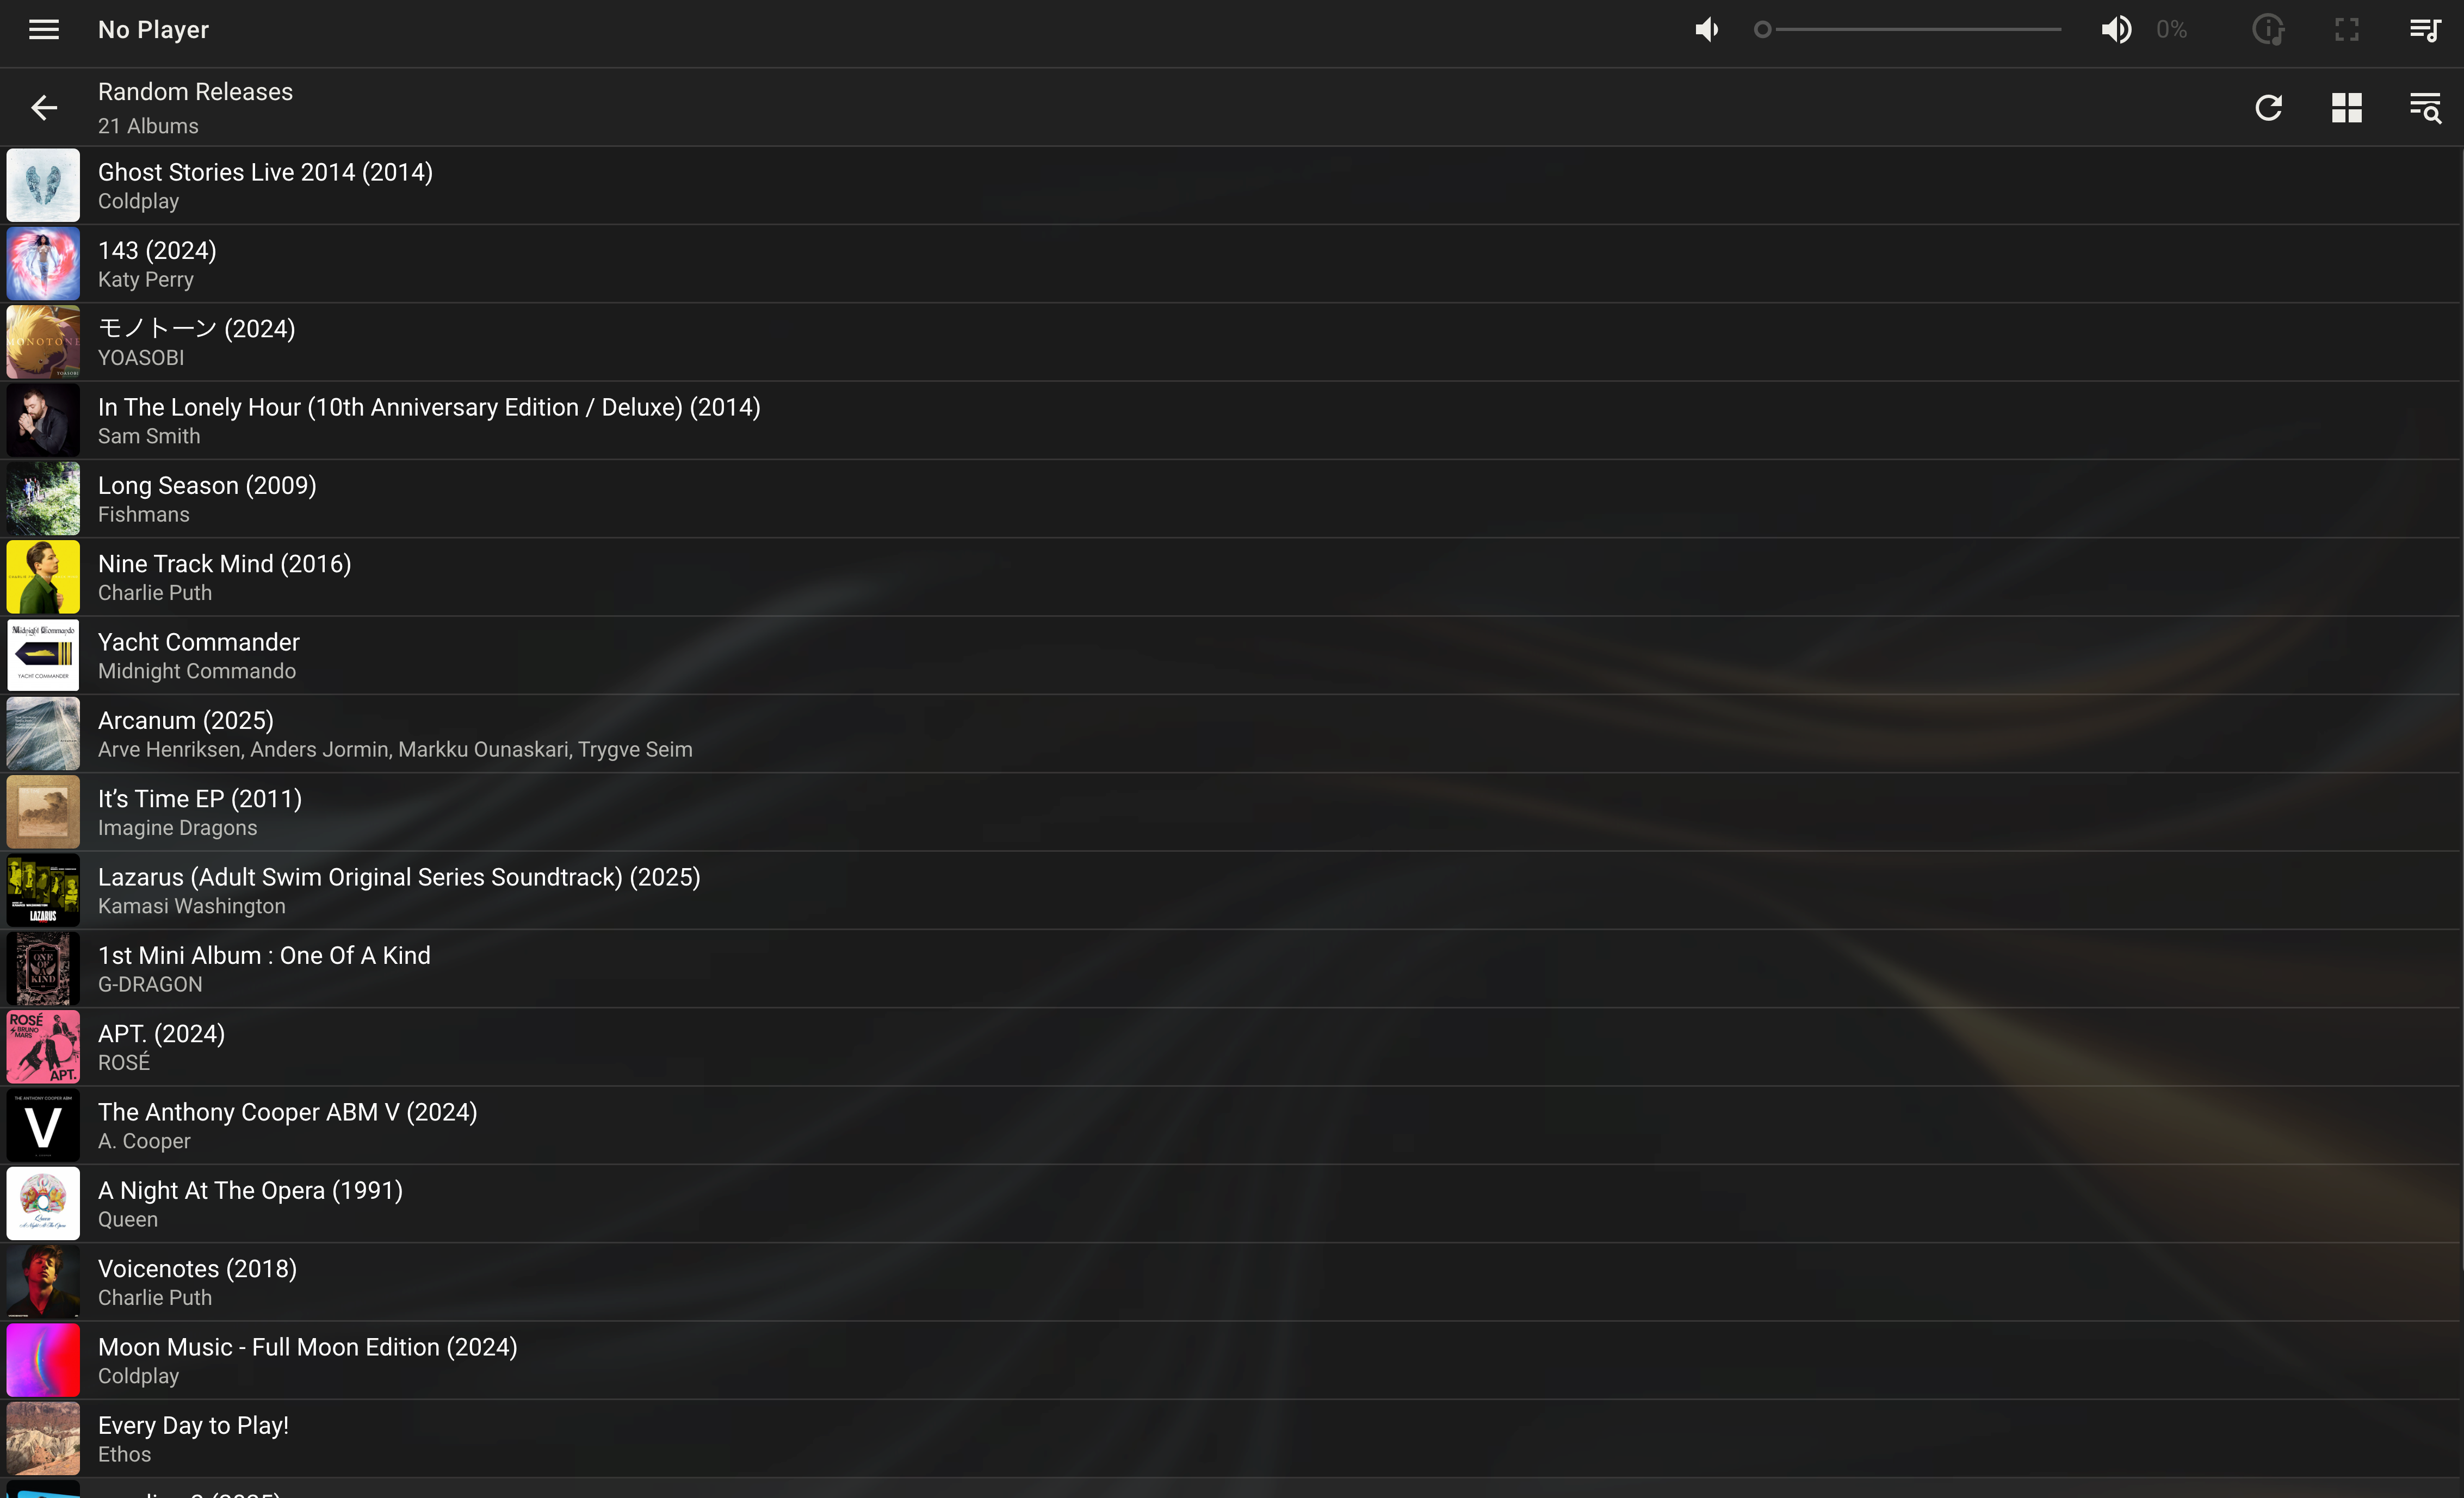 No Player
0%
Random Releases
21 Albums
Ghost Stories Live 2014 (2014)
Coldplay
143 (2024)
Katy Perry
モノトーン (2024)
YOASOBI
MONOTONE
YOASOBI
In The Lonely Hour (10th Anniversary Edition / Deluxe) (2014)
Sam Smith
Long Season (2009)
Fishmans
Nine Track Mind (2016)
Charlie Puth
Midnight Commando
YACHT COMMANDER
Yacht Commander
Midnight Commando
Arcanum (2025)
Arve Henriksen, Anders Jormin, Markku Ounaskari, Trygve Seim
It’s Time EP (2011)
Imagine Dragons
LAZARUS
Lazarus (Adult Swim Original Series Soundtrack) (2025)
Kamasi Washington
ONE
OF
A
KIND
1st Mini Album : One Of A Kind
G-DRAGON
ROSÉ
BRUNO
MARS
APT.
APT. (2024)
ROSÉ
THE ANTHONY COOPER ABM
V
The Anthony Cooper ABM V (2024)
A. Cooper
Queen
A Night At The Opera
A Night At The Opera (1991)
Queen
Voicenotes (2018)
Charlie Puth
Moon Music - Full Moon Edition (2024)
Coldplay
Every Day to Play!
Ethos